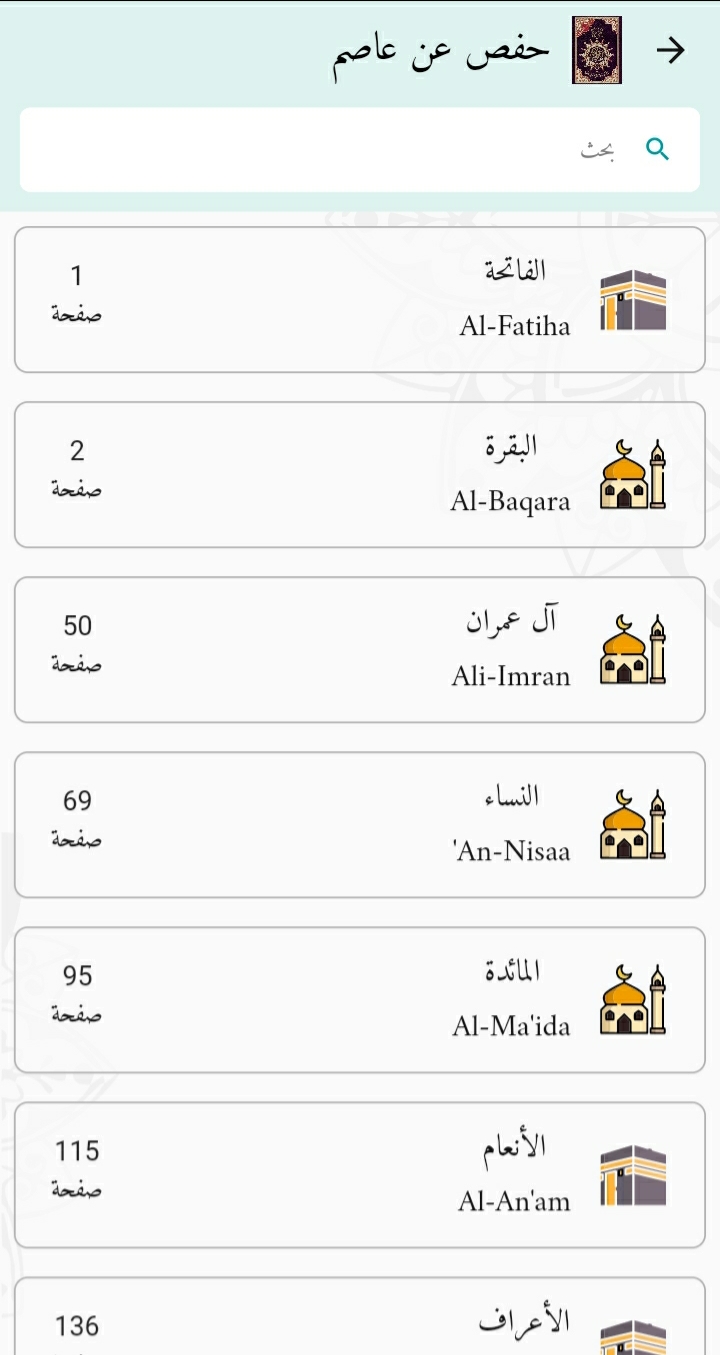 حفص عن عاصم
بحث
الفاتحة
Al-Fatiha
1
صفحة
البقرة
Al-Baqara
2
صفحة
آل عمران
Ali-Imran
50
صفحة
النساء
'An-Nisaa
69
صفحة
المائدة
Al-Ma'ida
95
صفحة
الأنعام
Al-An'am
115
صفحة
الأعراف
136